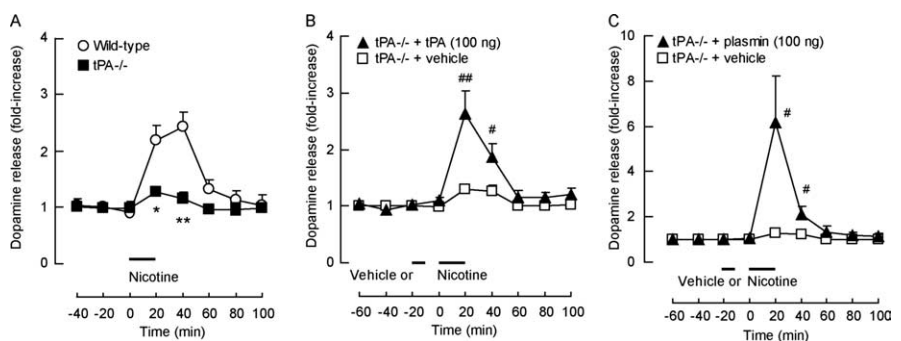 A
Wild-type
tPA-/-
Dopamine release (fold-increase)
4
3
2
1
0
*
**
Nicotine
-40 -20 0 20 40 60 80 100
Time (min)
B
tPA-/- + tPA (100 ng)
tPA-/- + vehicle
Dopamine release (fold-increase)
4
3
2
1
0
##
#
Vehicle or
Nicotine
-60 -40 -20 0 20 40 60 80 100
Time (min)
C
tPA-/- + plasmin (100 ng)
tPA-/- + vehicle
Dopamine release (fold-increase)
10
8
6
4
2
0
#
#
Vehicle or
Nicotine
-60 -40 -20 0 20 40 60 80 100
Time (min)